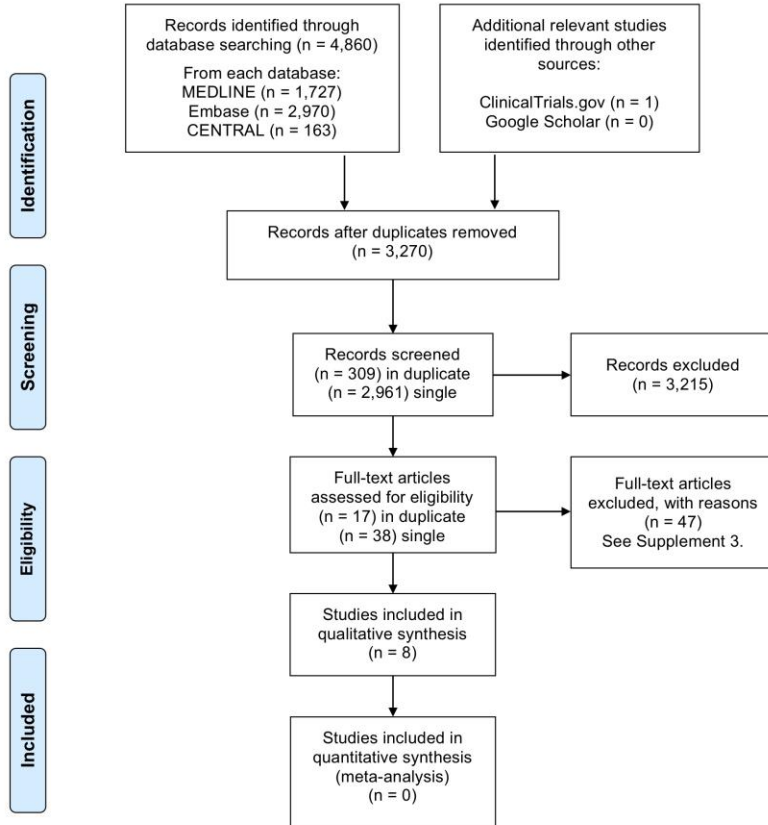 Records identified through
database searching (n = 4,860)
From each database:
MEDLINE (n = 1,727)
Embase (n = 2,970)
CENTRAL (n = 163)
Additional relevant studies
identified through other
sources:
ClinicalTrials.gov (n = 1)
Google Scholar (n = 0)
Identification
Records after duplicates removed
(n = 3,270)
Screening
Records screened
(n = 309) in duplicate
(n = 2,961) single
Records excluded
(n = 3,215)
Eligibility
Full-text articles
assessed for eligibility
(n = 17) in duplicate
(n = 38) single
Full-text articles
excluded, with reasons
(n = 47)
See Supplement 3.
Studies included in
qualitative synthesis
(n = 8)
Included
Studies included in
quantitative synthesis
(meta-analysis)
(n = 0)